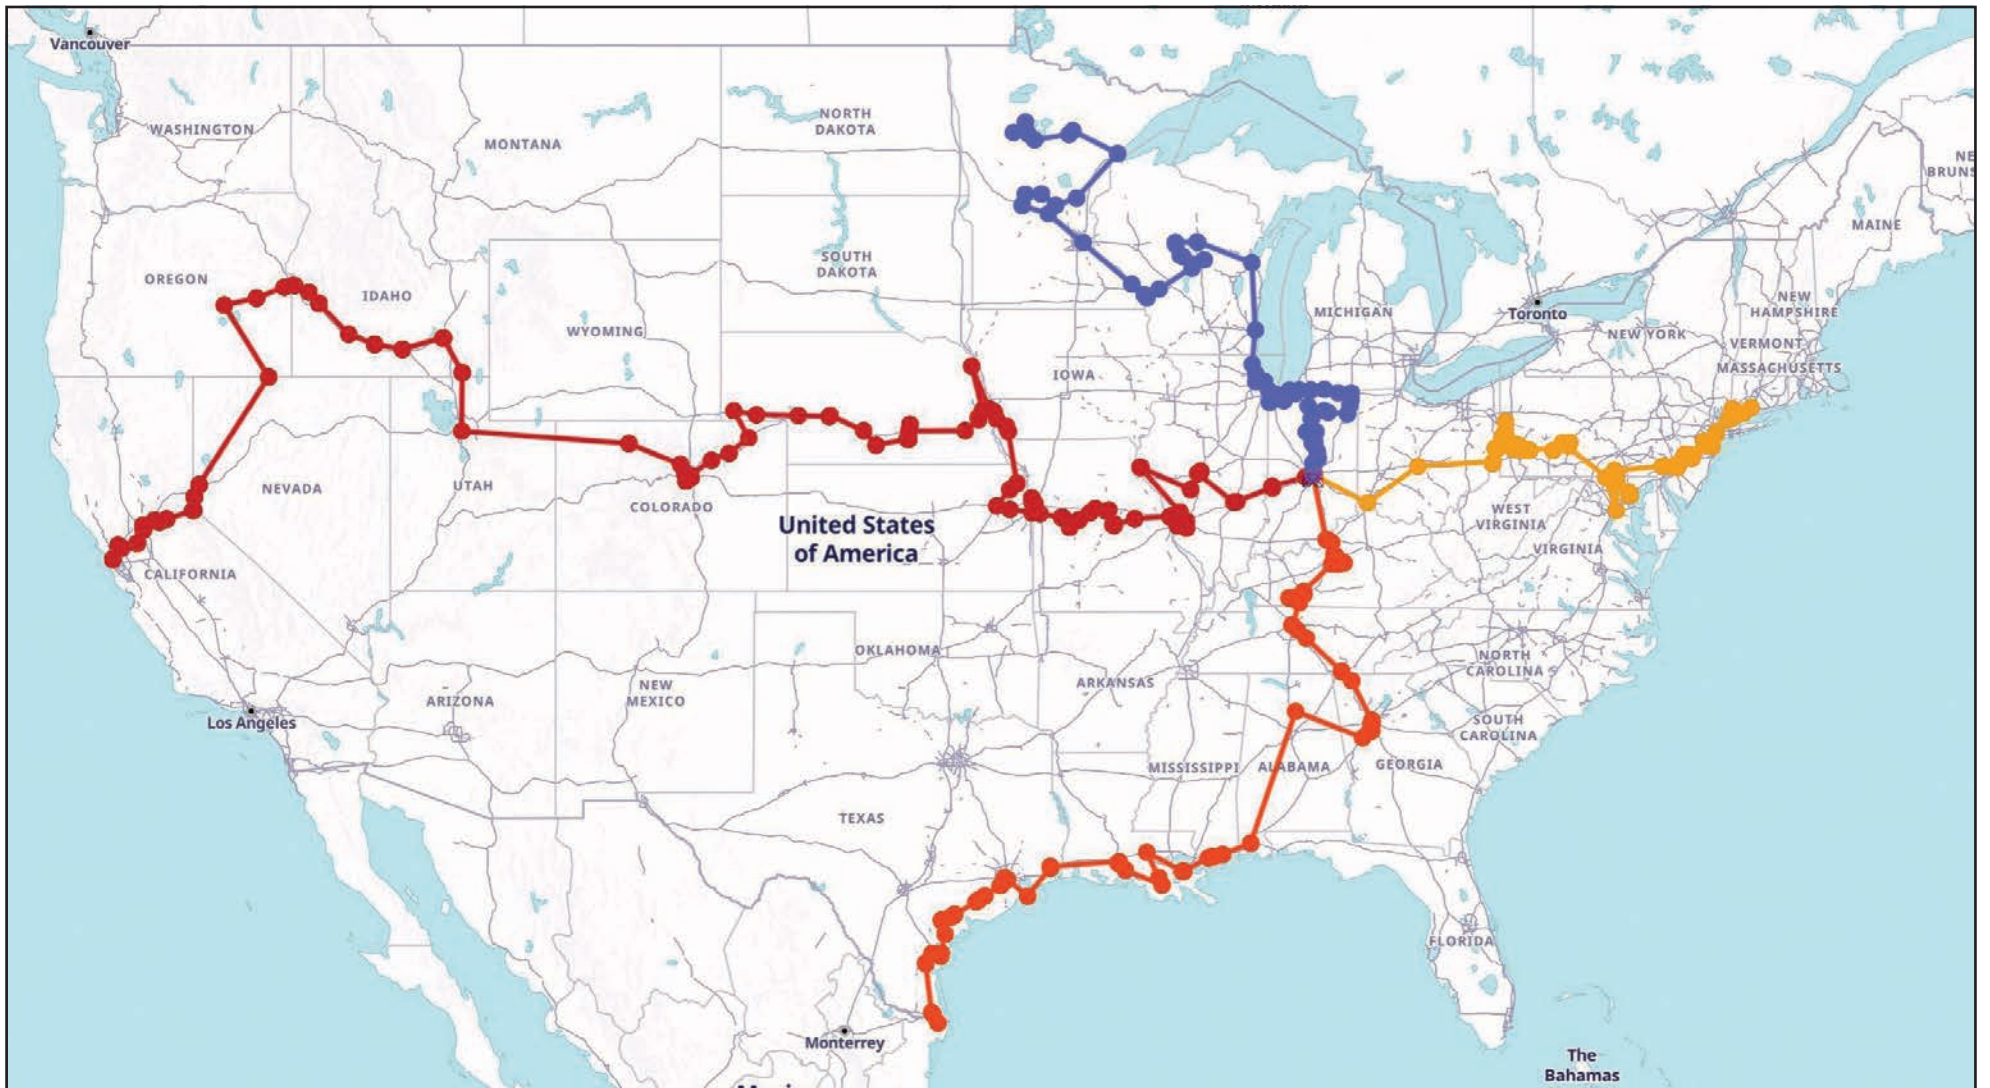 Vancouver
WASHINGTON
MONTANA
NORTH
DAKOTA
NE
BRUNS
MAINE
OREGON
IDAHO
SOUTH
DAKOTA
WYOMING
MICHIGAN
Toronto
NEW
HAMPSHIRE
NEW YORK
VERMONT
MASSACHUSETTS
IOWA
NEVADA
UTAH
COLORADO
United States
of America
WEST
VIRGINIA
VIRGINIA
CALIFORNIA
OKLAHOMA
NORTH
CAROLINA
ARKANSAS
NEW
MEXICO
ARIZONA
Los Angeles
SOUTH
CAROLINA
MISSISSIPPI
ALABAMA
GEORGIA
TEXAS
FLORIDA
Monterrey
The
Bahamas